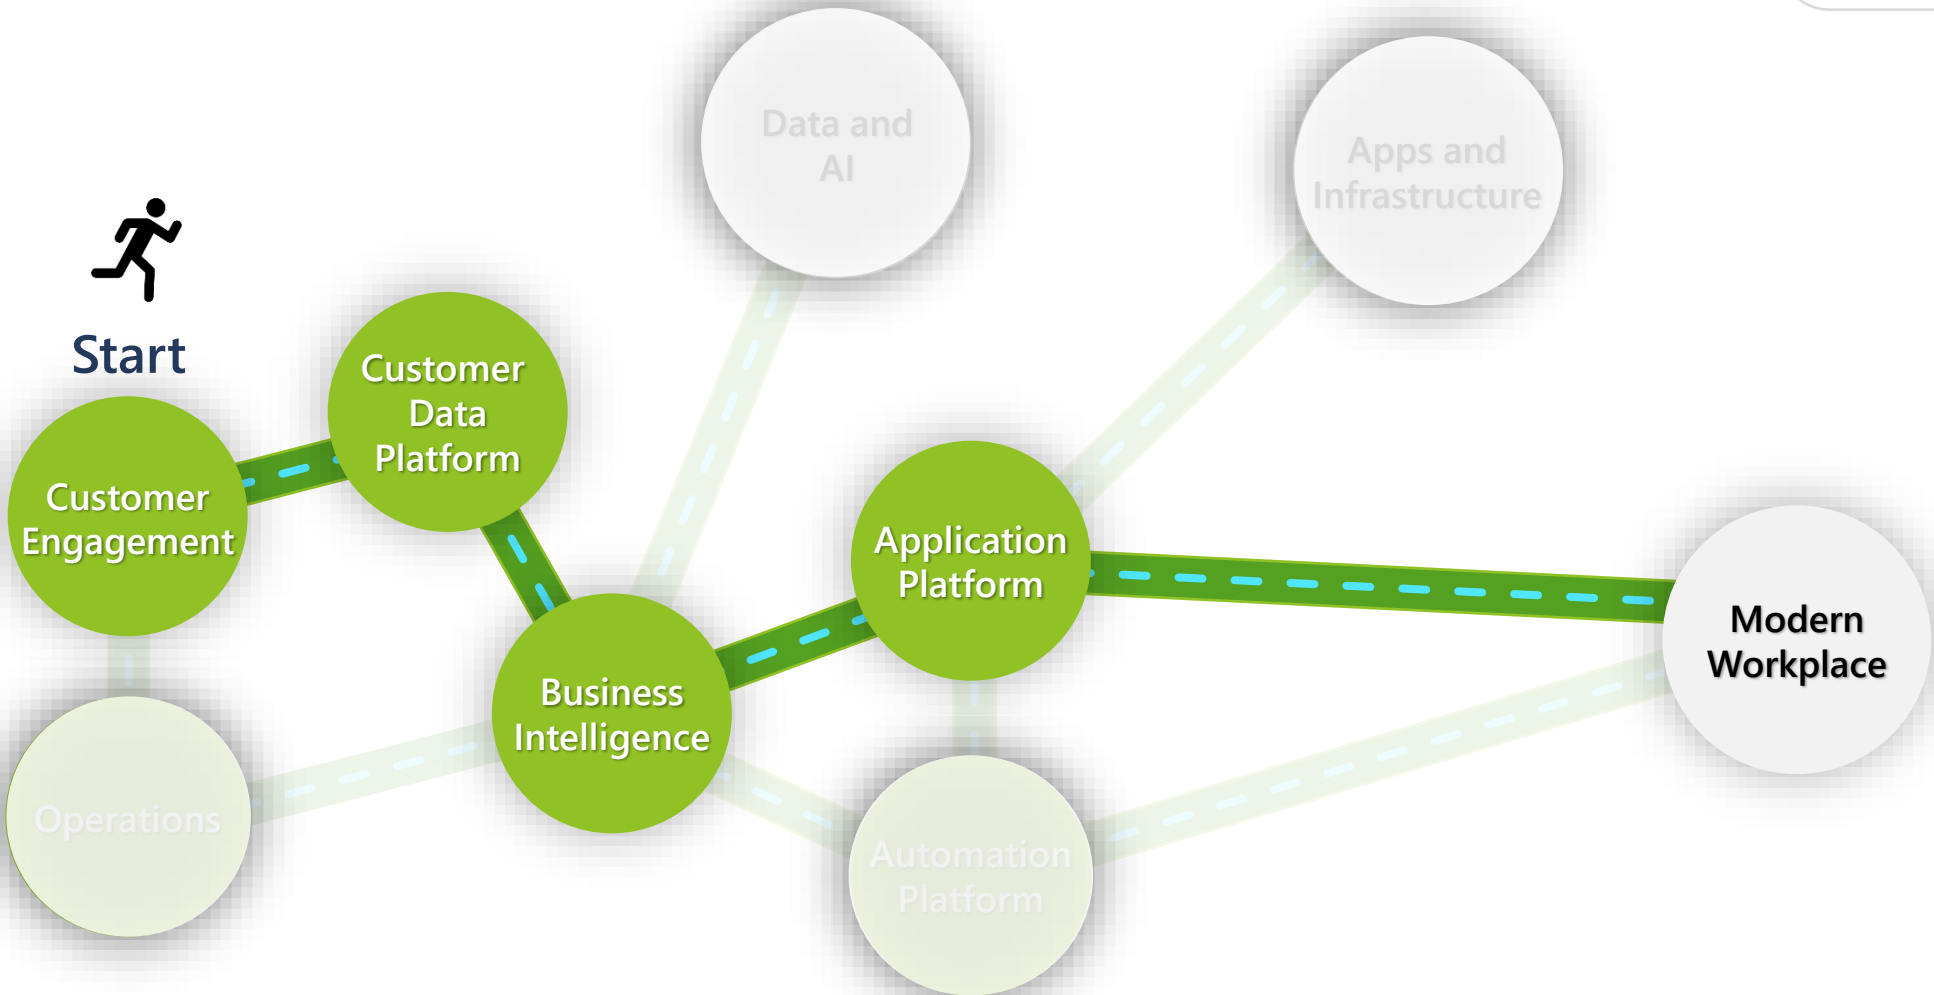 Data and
AI
Apps and
Infrastructure
Start
Customer
Data
Platform
Customer
Engagement
Application
Platform
Modern
Workplace
Business
Intelligence
Operations
Automation
Platform